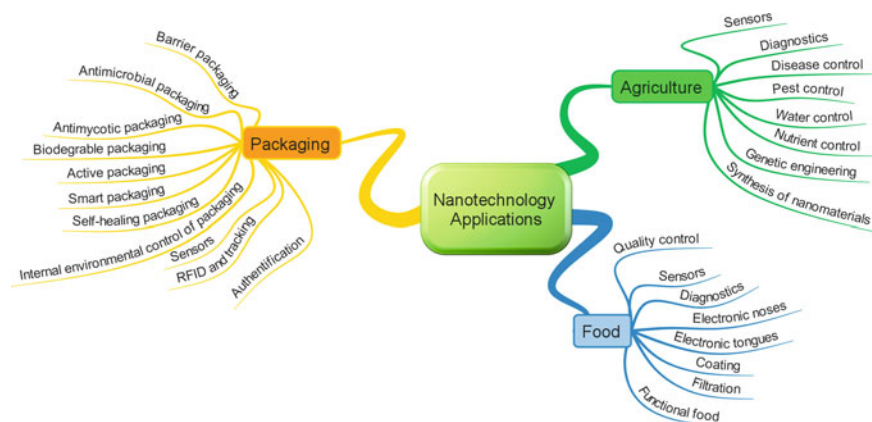 Nanotechnology
Applications
Packaging
Barrier packaging
Antimicrobial packaging
Antimycotic packaging
Biodegrable packaging
Active packaging
Smart packaging
Self-healing packaging
Internal environmental control of packaging
Sensors
RFID and tracking
Authentification
Agriculture
Sensors
Diagnostics
Disease control
Pest control
Water control
Nutrient control
Genetic engineering
Synthesis of nanomaterials
Food
Quality control
Sensors
Diagnostics
Electronic noses
Electronic tongues
Coating
Filtration
Functional food